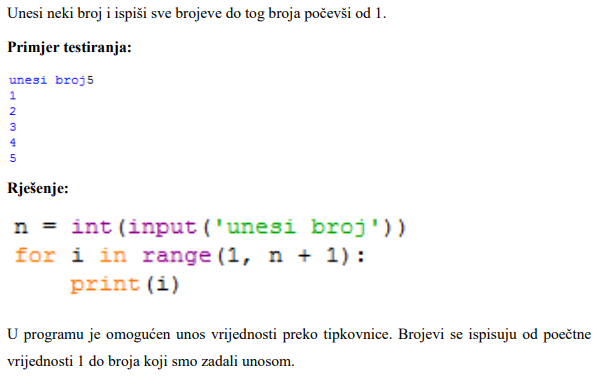 Unesi neki broj i ispiši sve brojeve do tog broja počevši od 1.
Primjer testiranja:
unesi broj5
1
2
3
4
5
Rješenje:
n = int(input('unesi broj'))
for i in range(1, n + 1):
    print(i)
U programu je omogućen unos vrijednosti preko tipkovnice. Brojevi se ispisuju od poečtne
vrijednosti 1 do broja koji smo zadali unosom.